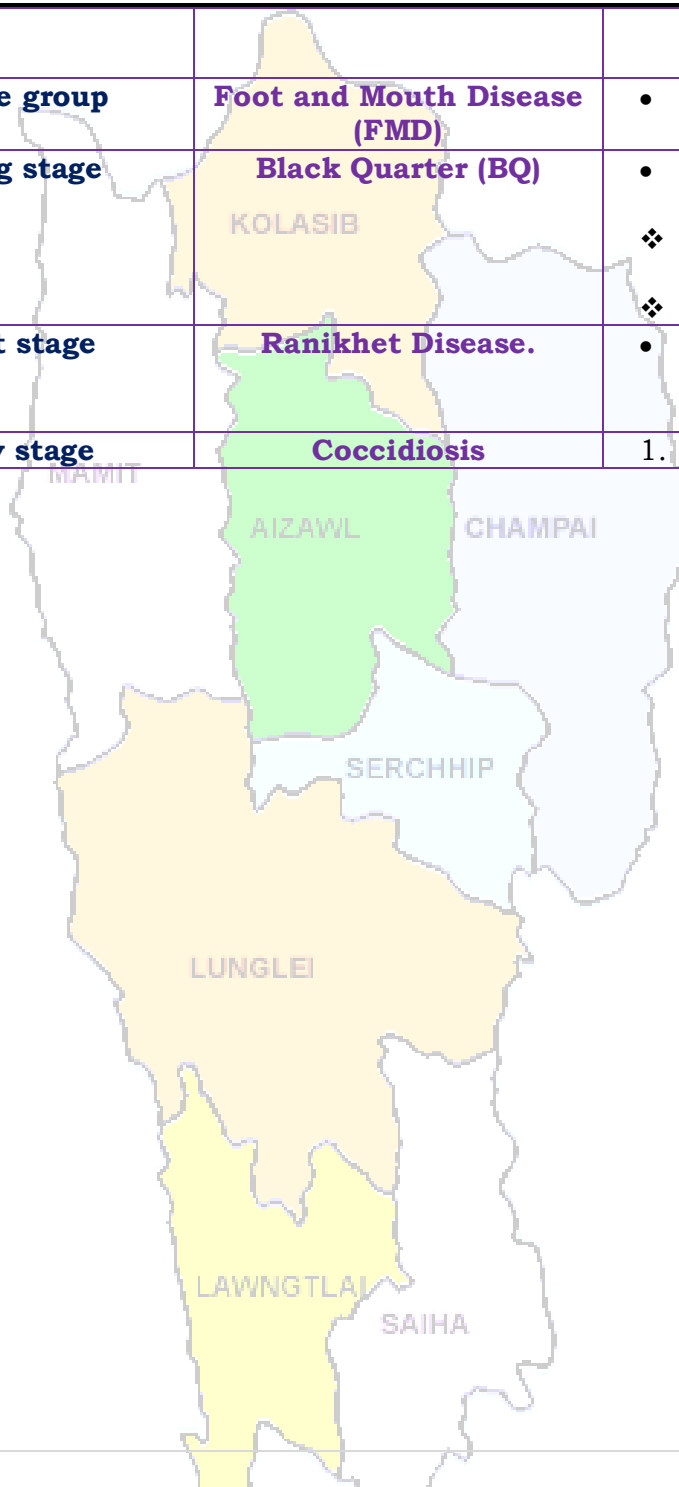 e group
Foot and Mouth Disease
(FMD)
•
g stage
Black Quarter (BQ)
•
❖
❖
t stage
Ranikhet Disease.
•
y stage
Coccidiosis
1.
KOLASIB
MAMIT
AIZAWL
CHAMPAI
SERCHHIP
LUNGLEI
LAWNGTLAI
SAIHA